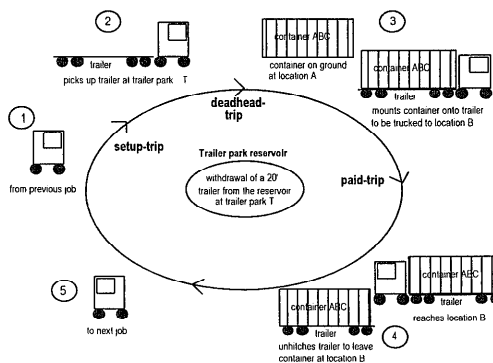 2
trailer
picks up trailer at trailer park T
container ABC
container on ground
at location A
3
container ABC
trailer
mounts container onto trailer
to be trucked to location B
1
from previous job
setup-trip
deadhead-
trip
Trailer park reservoir
withdrawal of a 20'
trailer from the reservoir
at trailer park T
paid-trip
5
to next job
container ABC
trailer
unhitches trailer to leave
container at location B
4
container ABC
trailer
reaches location B